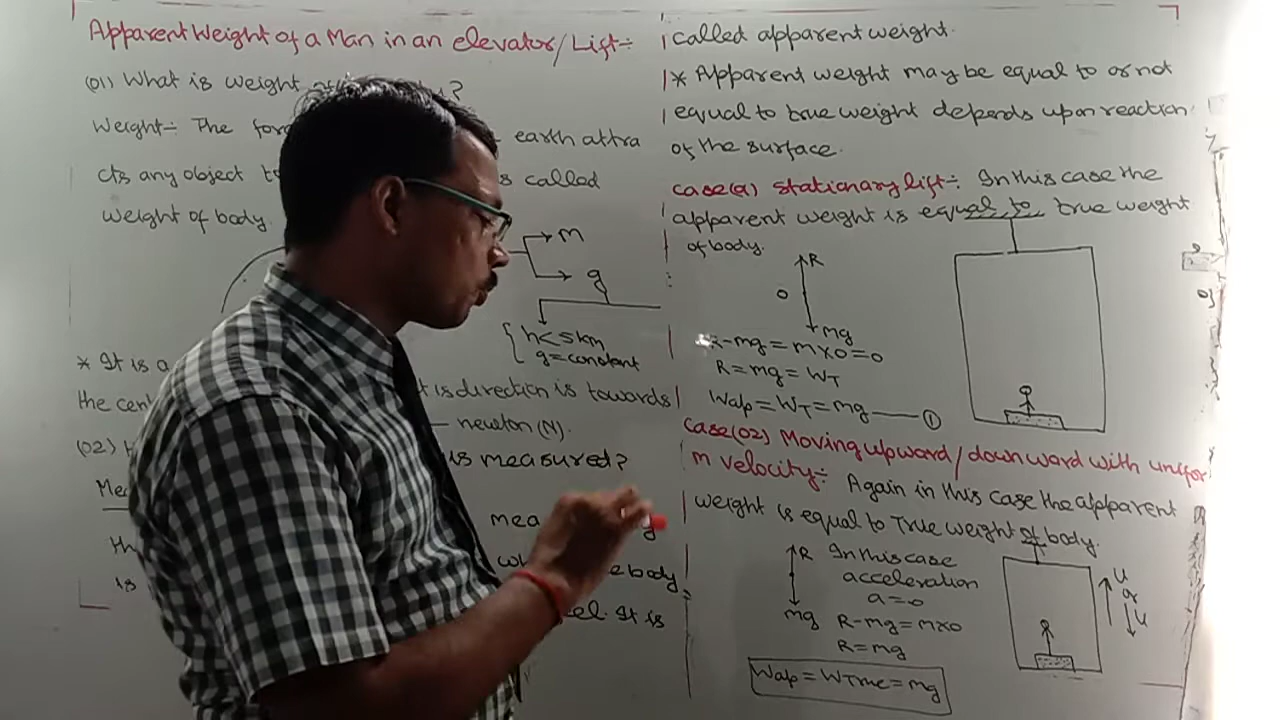 Apparent Weight of a Man in an elevator/Lift÷
(01) What is weight ?
Weight÷ The for earth attra
cts any object s called
weight of body.
m
g
h<5km
g=constant
* It is a
the cen t is direction is towards
— newton (N).
(02) is measured?
Mea
mea
th the body
is It is
called apparent weight.
* Apparent weight may be equal to or not
equal to true weight depends upon reaction
of the surface.
case(a) stationary lift÷ In this case the
apparent weight is equal to true weight
of body.
R
0
mg
R-mg=mx0=0
R=mg=WT
Wap=WT=mg——①
case(02) Moving upward/downward with unifor
m velocity÷ Again in this case the apparent
weight is equal to True weight of body.
R In this case
acceleration
a=0
mg R-mg=mx0
R=mg
Wap=WTrue=mg
u
or
u